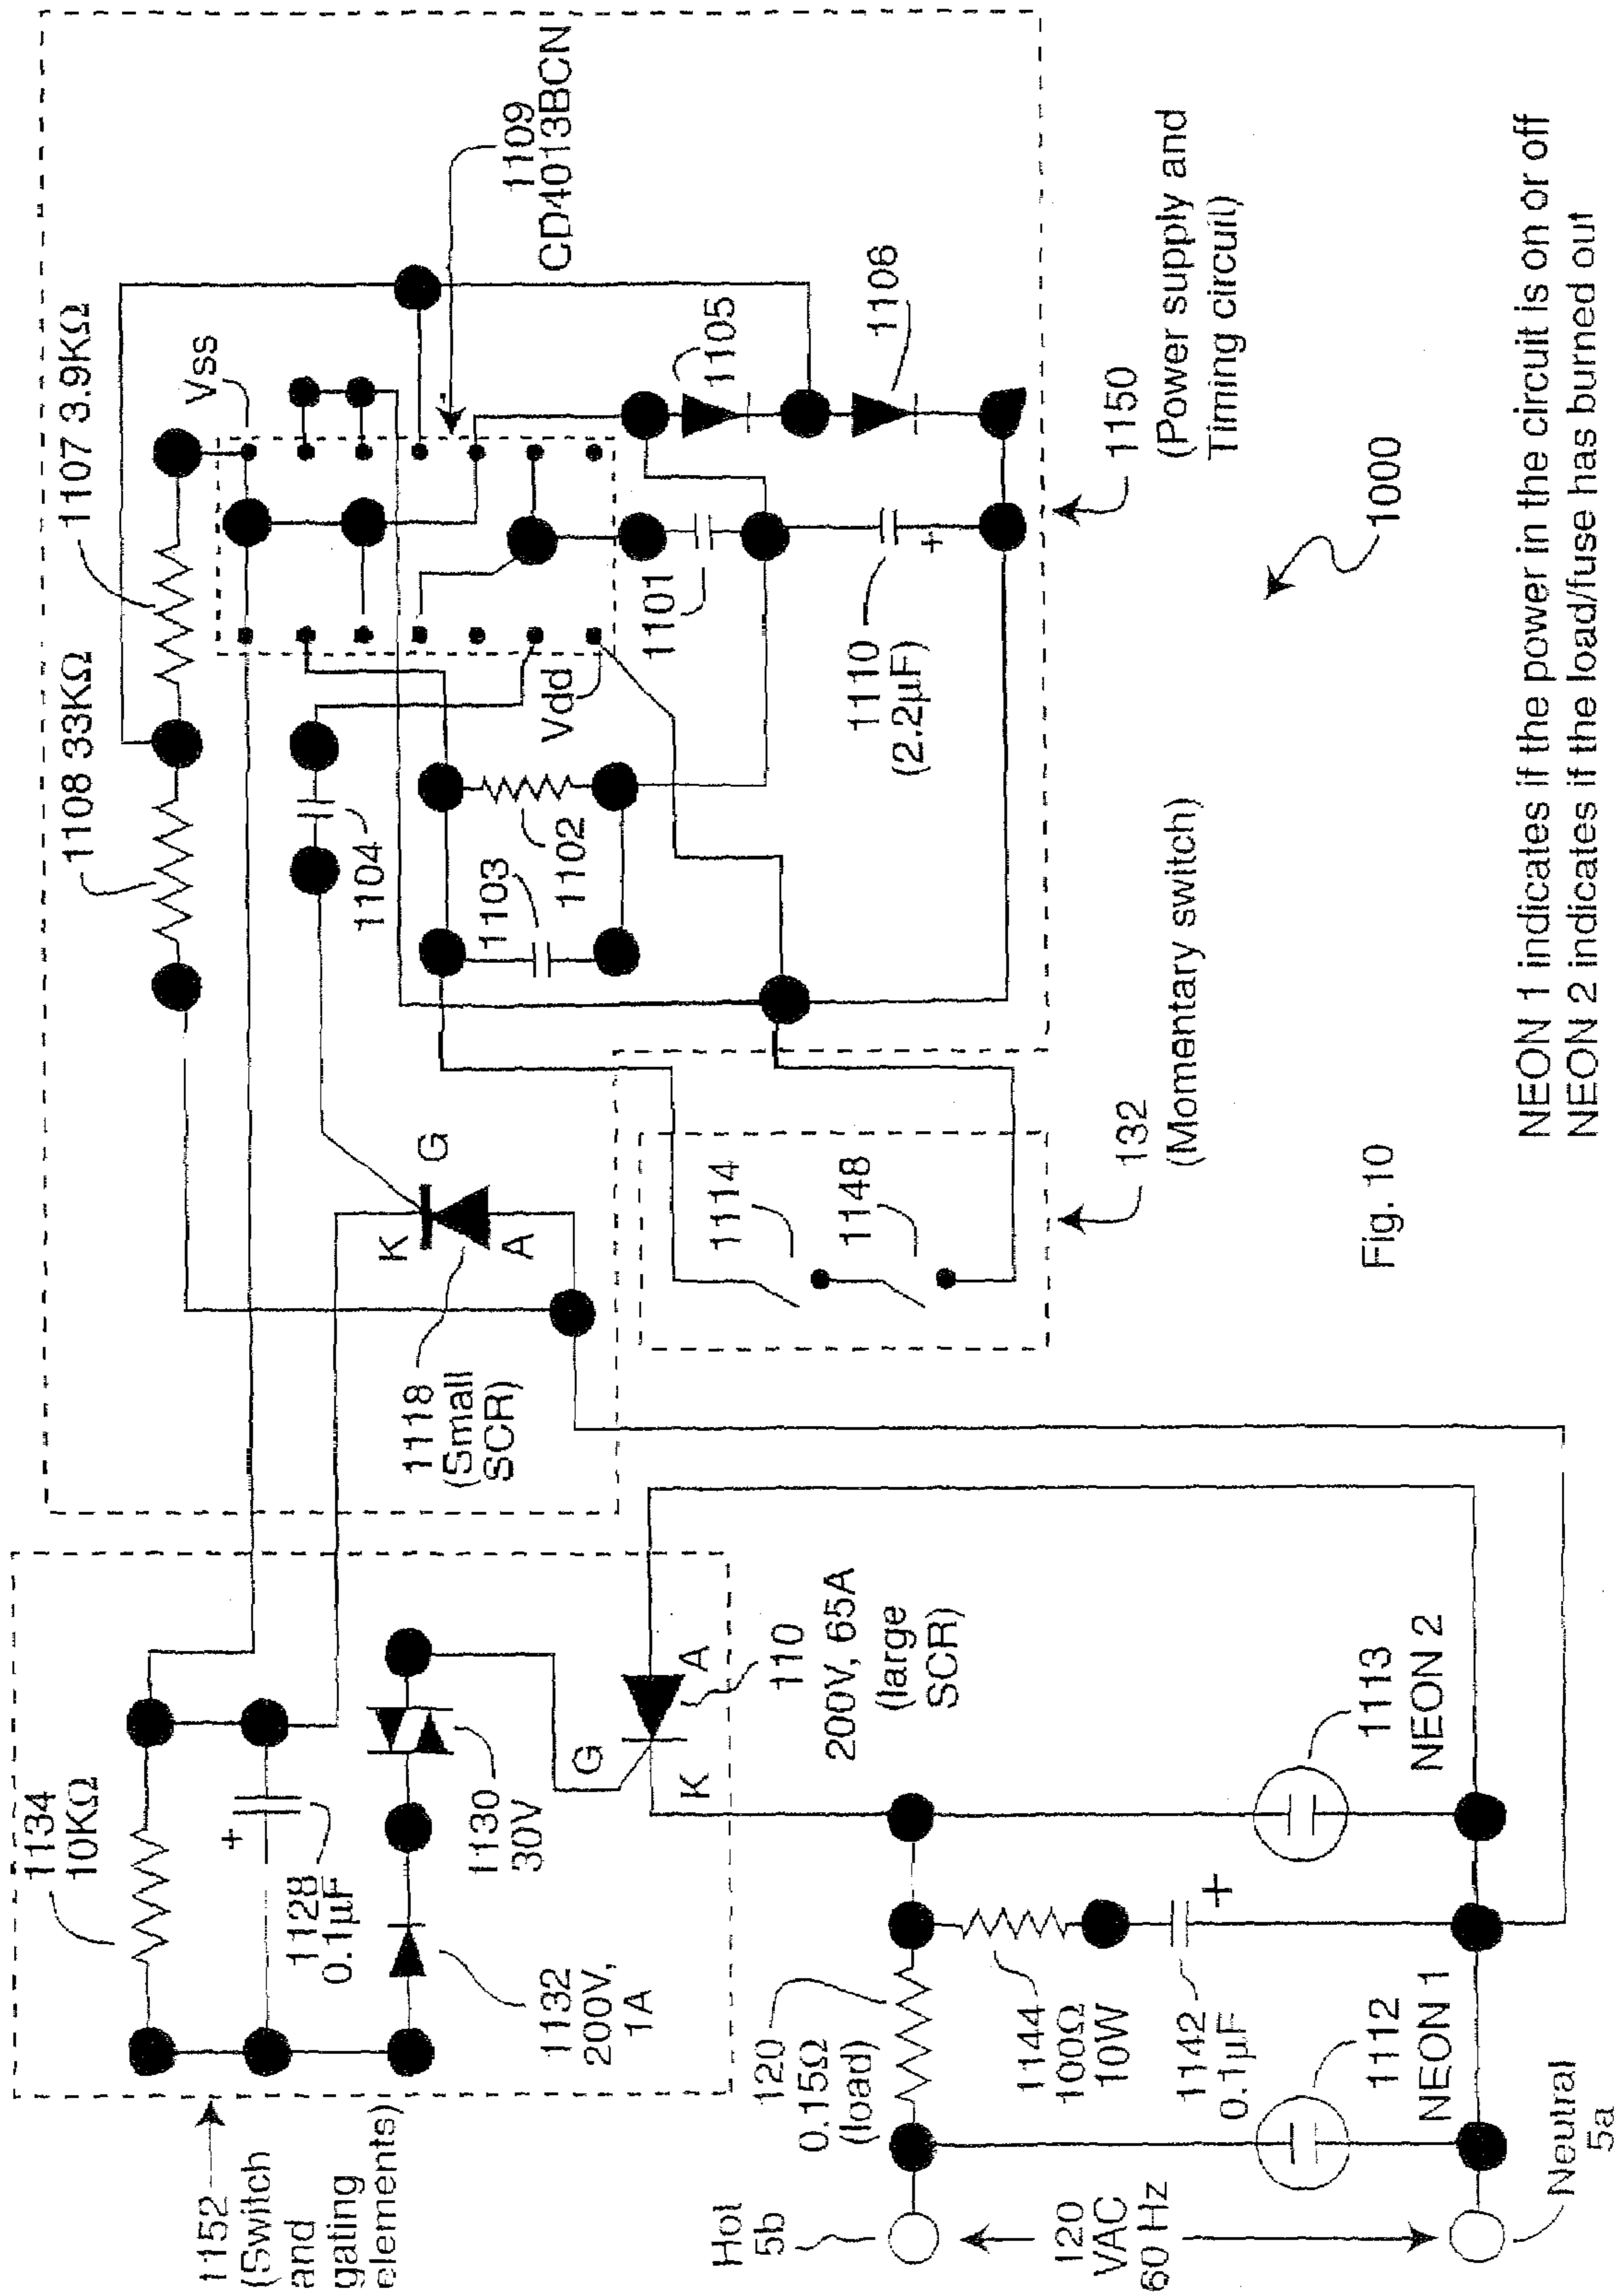 1152
(Switch
and
gating
elements)
1134
10KΩ
+
1128
0.1µF
1132
200V,
1A
1130
30V
G
K
A
110
200V, 65A
(large
SCR)
1118
(Small
SCR)
K
A
G
1108 33KΩ
1107 3.9KΩ
Vss
1109
CD4013BCN
1104
Vdd
1103
1102
1101
1110
(2.2µF)
+
1105
1106
1150
(Power supply and
Timing circuit)
1114
1148
132
(Momentary switch)
Hot
5b
120
VAC
60 Hz
Neutral
5a
120
0.15Ω
(load)
1144
100Ω
10W
1142
0.1µF
+
1112
NEON 1
1113
NEON 2
1000
Fig. 10
NEON 1 indicates if the power in the circuit is on or off
NEON 2 indicates if the load/fuse has burned out